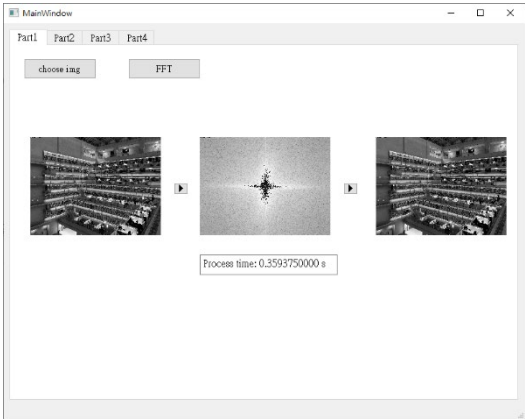 MainWindow
Part1 Part2 Part3 Part4
choose img FFT
Process time: 0.3593750000 s